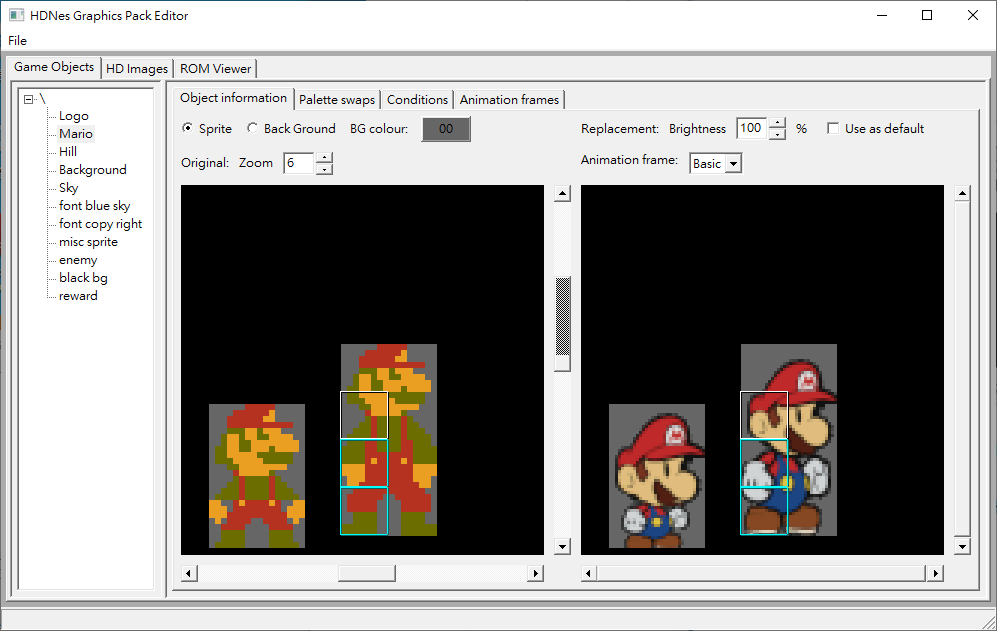 HDNes Graphics Pack Editor
File
Game Objects HD Images ROM Viewer
\
Logo
Mario
Hill
Background
Sky
font blue sky
font copy right
misc sprite
enemy
black bg
reward
Object information Palette swaps Conditions Animation frames
Sprite Back Ground BG colour: 00
Original: Zoom 6
Replacement: Brightness 100 % Use as default
Animation frame: Basic